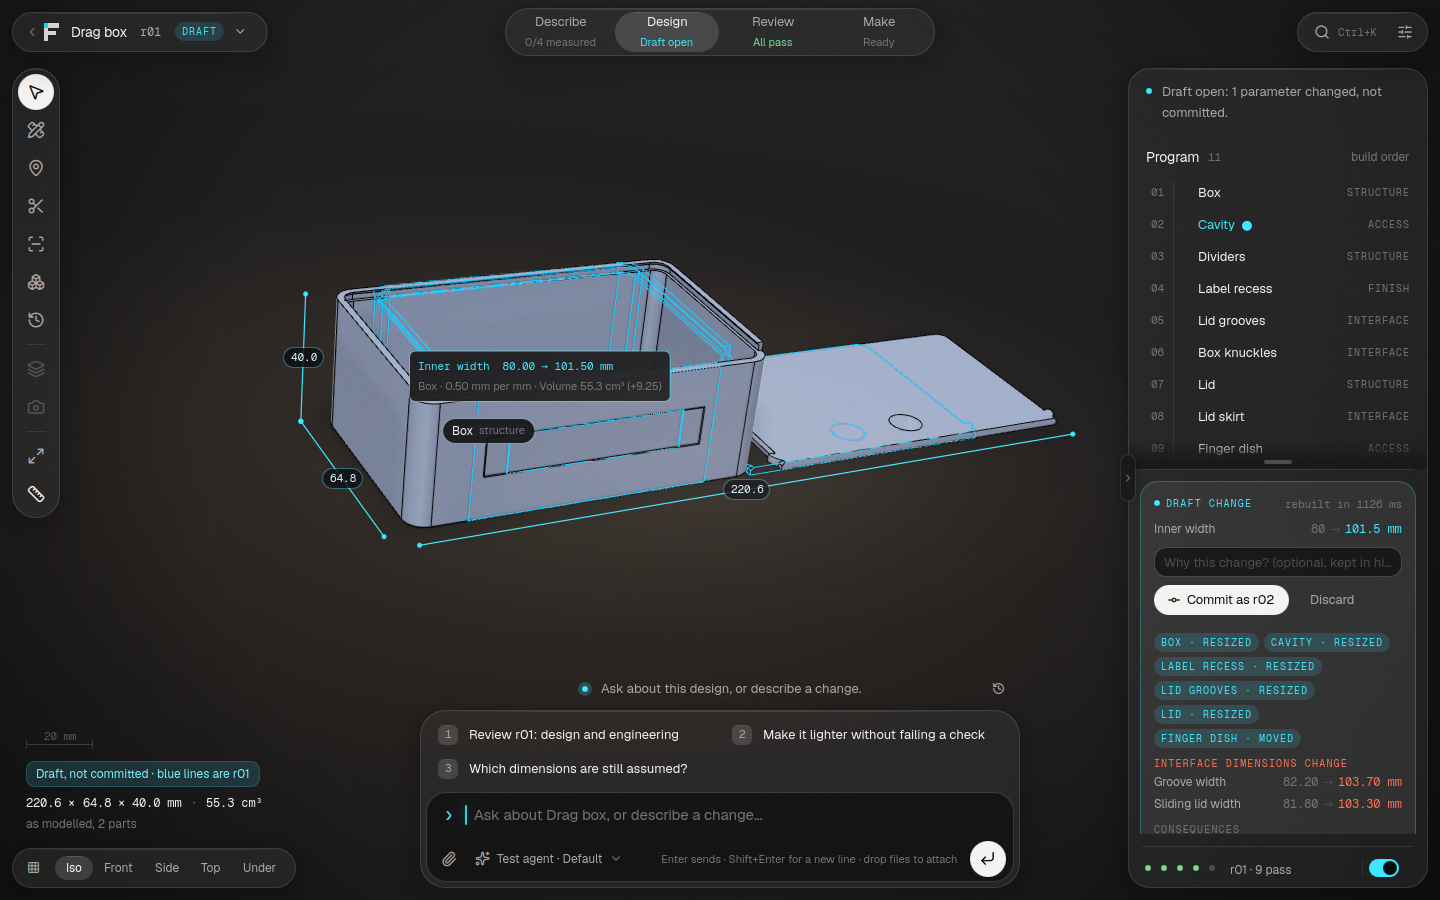 Drag box r01 DRAFT
Describe
0/4 measured
Design
Draft open
Review
All pass
Make
Ready
Ctrl+K
Draft open: 1 parameter changed, not
committed.
Program 11 build order
01 Box STRUCTURE
02 Cavity ACCESS
03 Dividers STRUCTURE
04 Label recess FINISH
05 Lid grooves INTERFACE
06 Box knuckles INTERFACE
07 Lid STRUCTURE
08 Lid skirt INTERFACE
09 Finger dish ACCESS
40.0
Inner width 80.00 → 101.50 mm
Box · 0.50 mm per mm · Volume 55.3 cm³ (+9.25)
Box structure
64.8
220.6
DRAFT CHANGE rebuilt in 1126 ms
Inner width 80 → 101.5 mm
Why this change? (optional, kept in hi…
Commit as r02 Discard
BOX · RESIZED CAVITY · RESIZED
LABEL RECESS · RESIZED
LID GROOVES · RESIZED
LID · RESIZED
FINGER DISH · MOVED
INTERFACE DIMENSIONS CHANGE
Groove width 82.20 → 103.70 mm
Sliding lid width 81.80 → 103.30 mm
CONSEQUENCES
r01 · 9 pass
Ask about this design, or describe a change.
1 Review r01: design and engineering
2 Make it lighter without failing a check
3 Which dimensions are still assumed?
Ask about Drag box, or describe a change…
Test agent · Default
Enter sends · Shift+Enter for a new line · drop files to attach
20 mm
Draft, not committed · blue lines are r01
220.6 × 64.8 × 40.0 mm · 55.3 cm³
as modelled, 2 parts
Iso Front Side Top Under